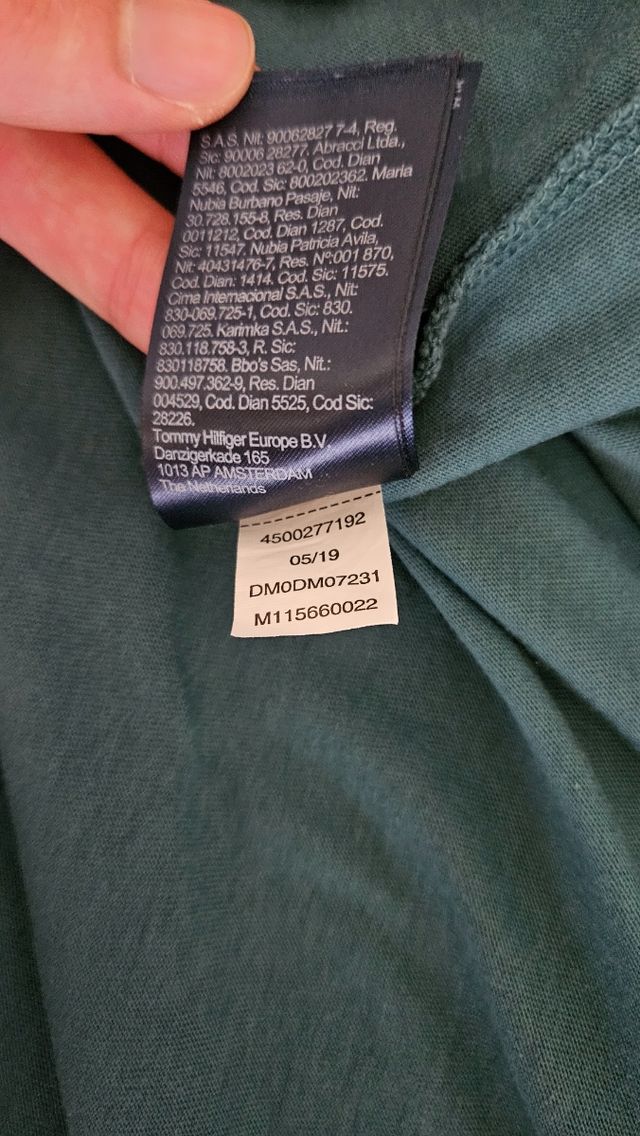 S.A.S. Nit: 90062827 7-4, Reg.
Sic: 90006 28277, Abracci Ltda.,
Nit: 8002023 62-0, Cod. Dian
5546, Cod. Sic: 800202362. Maria
Nubia Burbano Pasaje, Nit:
30.728.155-8, Res. Dian
0011212, Cod. Dian 1287, Cod.
Sic: 11547. Nubia Patricia Avila,
Nit: 40431476-7, Res. Nº:001 870,
Cod. Dian: 1414. Cod. Sic: 11575.
Cima Internacional S.A.S., Nit:
830-069.725-1, Cod. Sic: 830.
069.725. Karimka S.A.S., Nit.:
830.118.758-3, R. Sic:
830118758. Bbo's Sas, Nit.:
900.497.362-9, Res. Dian
004529, Cod. Dian 5525, Cod Sic:
28226.
Tommy Hilfiger Europe B.V.
Danzigerkade 165
1013 AP AMSTERDAM
The Netherlands
4500277192
05/19
DM0DM07231
M115660022